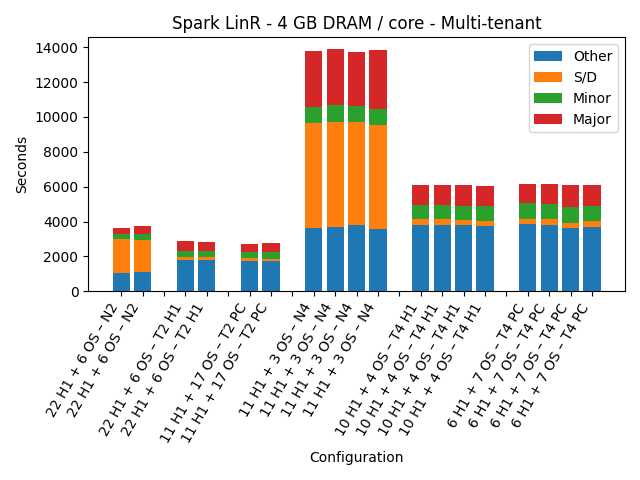 Spark LinR - 4 GB DRAM / core - Multi-tenant
Seconds
14000
12000
10000
8000
6000
4000
2000
0
Other
S/D
Minor
Major
22 H1 + 6 OS – N2
22 H1 + 6 OS – N2
22 H1 + 6 OS – T2 H1
22 H1 + 6 OS – T2 H1
11 H1 + 17 OS – T2 PC
11 H1 + 17 OS – T2 PC
11 H1 + 3 OS – N4
11 H1 + 3 OS – N4
11 H1 + 3 OS – N4
11 H1 + 3 OS – N4
10 H1 + 4 OS – T4 H1
10 H1 + 4 OS – T4 H1
10 H1 + 4 OS – T4 H1
10 H1 + 4 OS – T4 H1
6 H1 + 7 OS – T4 PC
6 H1 + 7 OS – T4 PC
6 H1 + 7 OS – T4 PC
6 H1 + 7 OS – T4 PC
Configuration